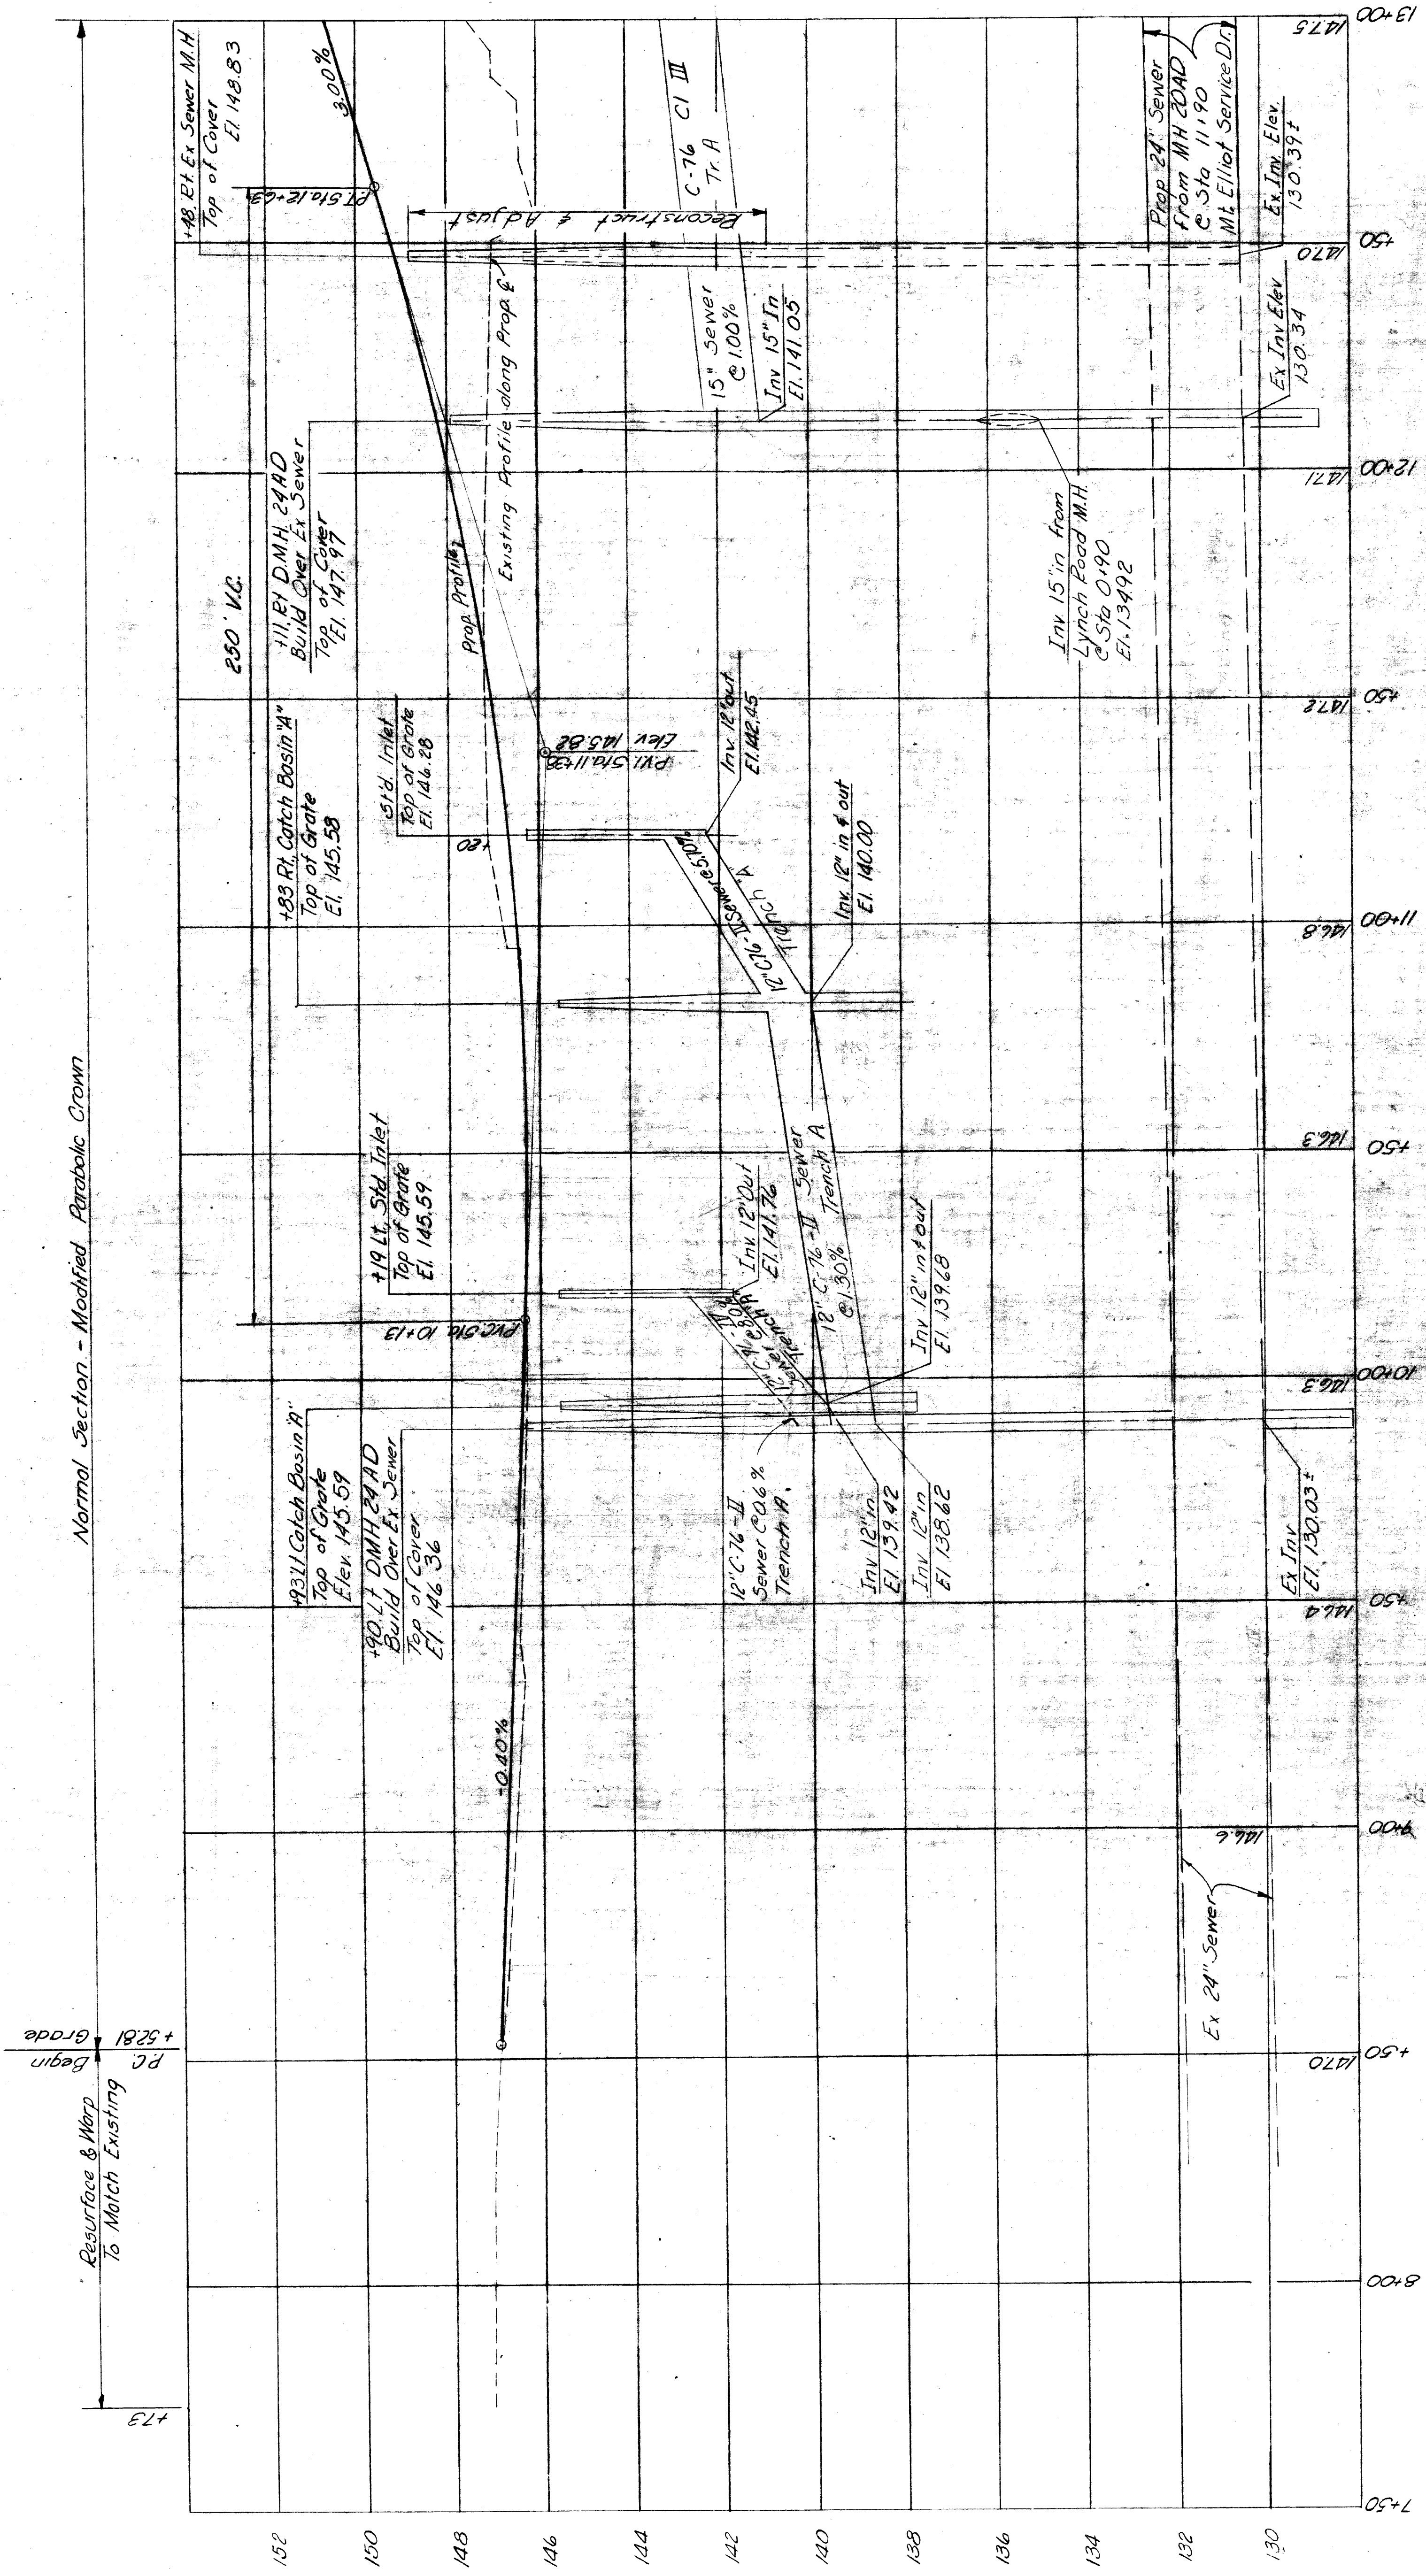 Normal Section - Modified Parabolic Crown
Resurface & Warp
To Match Existing
+73
P.C.
+52.81
Begin
Grade
+48. Rt. Ex Sewer M.H
Top of Cover
El. 148.83
250' V.C.
+11. Rt D.M.H. 24AD
Build Over Ex Sewer
Top of Cover
El. 147.97
+83 Rt. Catch Basin "A"
Top of Grate
El. 145.58
St'd. Inlet
Top of Grate
El. 146.28
+20
+19 Lt. Std Inlet
Top of Grate
El. 145.59
+93 Lt Catch Basin "A"
Top of Grate
Elev. 145.59
+90. Lt DMH 24AD
Build Over Ex. Sewer
Top of Cover
El. 146.36
3.00%
P.T. Sta. 12+63
Prop. Profile
Existing Profile along Prop. ȼ
Reconstruct & Adjust
P.V.I. Sta. 11+38
Elev. 145.82
P.V.C. Sta. 10+13
-0.40%
C-76 Cl III
Tr. A
15" Sewer
@ 1.00%
Inv 15" In
El. 141.05
Inv. 12" out
El. 142.45
12" C76-II Sewer @ 5.70%
Trench "A"
Inv. 12" in & out
El. 140.00
Inv. 12" Out
El. 141.76
12" C-76-II Sewer
@ 1.30% Trench A
Inv 12" in & out
El. 139.68
12" C-76-II
Sewer @ 0.6%
Trench A.
Inv 12" in
El 139.42
Inv. 12" in
El. 138.62
Inv 15" in from
Lynch Road M.H.
@ Sta 0+90
El. 134.92
Prop 24" Sewer
From MH 20AD
@ Sta 11+90
Mt. Elliot Service Dr.
Ex. Inv. Elev.
130.39±
Ex Inv Elev
130.34
Ex Inv
El. 130.03±
Ex. 24" Sewer
147.5
147.0
147.1
147.2
146.8
146.3
146.3
146.4
146.6
147.0
13+00
+50
12+00
+50
11+00
+50
10+00
+50
9+00
+50
8+00
7+50
152
150
148
146
144
142
140
138
136
134
132
130